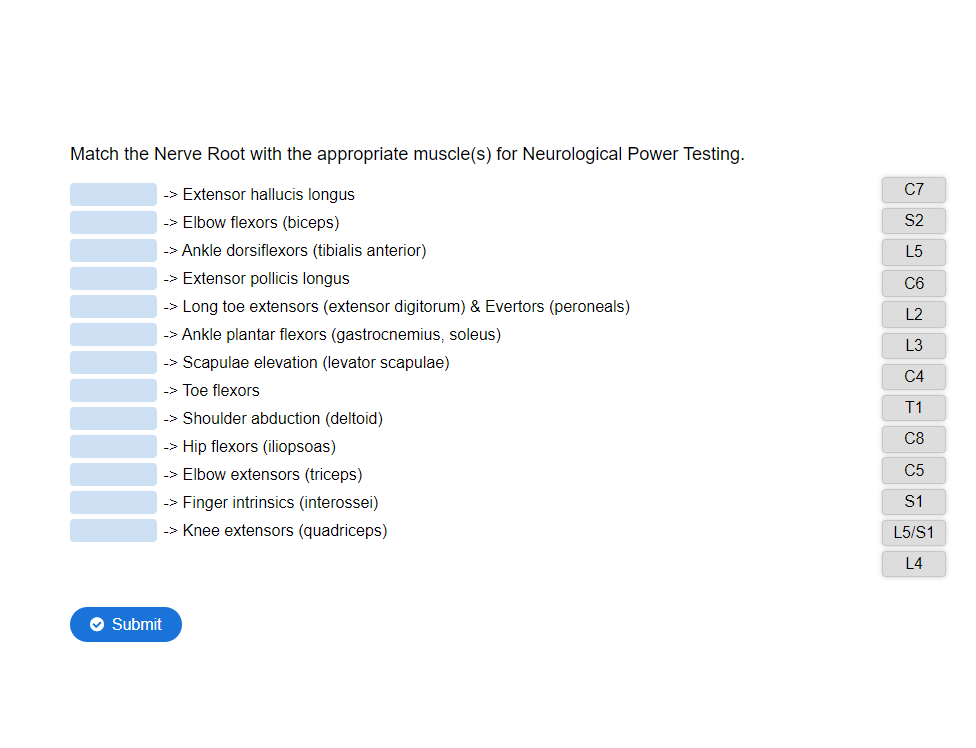 Match the Nerve Root with the appropriate muscle(s) for Neurological Power Testing.
-> Extensor hallucis longus
-> Elbow flexors (biceps)
-> Ankle dorsiflexors (tibialis anterior)
-> Extensor pollicis longus
-> Long toe extensors (extensor digitorum) & Evertors (peroneals)
-> Ankle plantar flexors (gastrocnemius, soleus)
-> Scapulae elevation (levator scapulae)
-> Toe flexors
-> Shoulder abduction (deltoid)
-> Hip flexors (iliopsoas)
-> Elbow extensors (triceps)
-> Finger intrinsics (interossei)
-> Knee extensors (quadriceps)
C7
S2
L5
C6
L2
L3
C4
T1
C8
C5
S1
L5/S1
L4
Submit